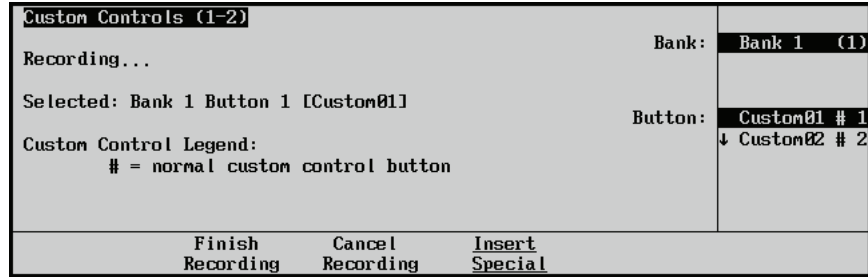 Custom Controls (1-2)
Bank: Bank 1 (1)
Recording...
Selected: Bank 1 Button 1 [Custom01]
Button: Custom01 # 1
↓ Custom02 # 2
Custom Control Legend:
# = normal custom control button
Finish Recording
Cancel Recording
Insert Special